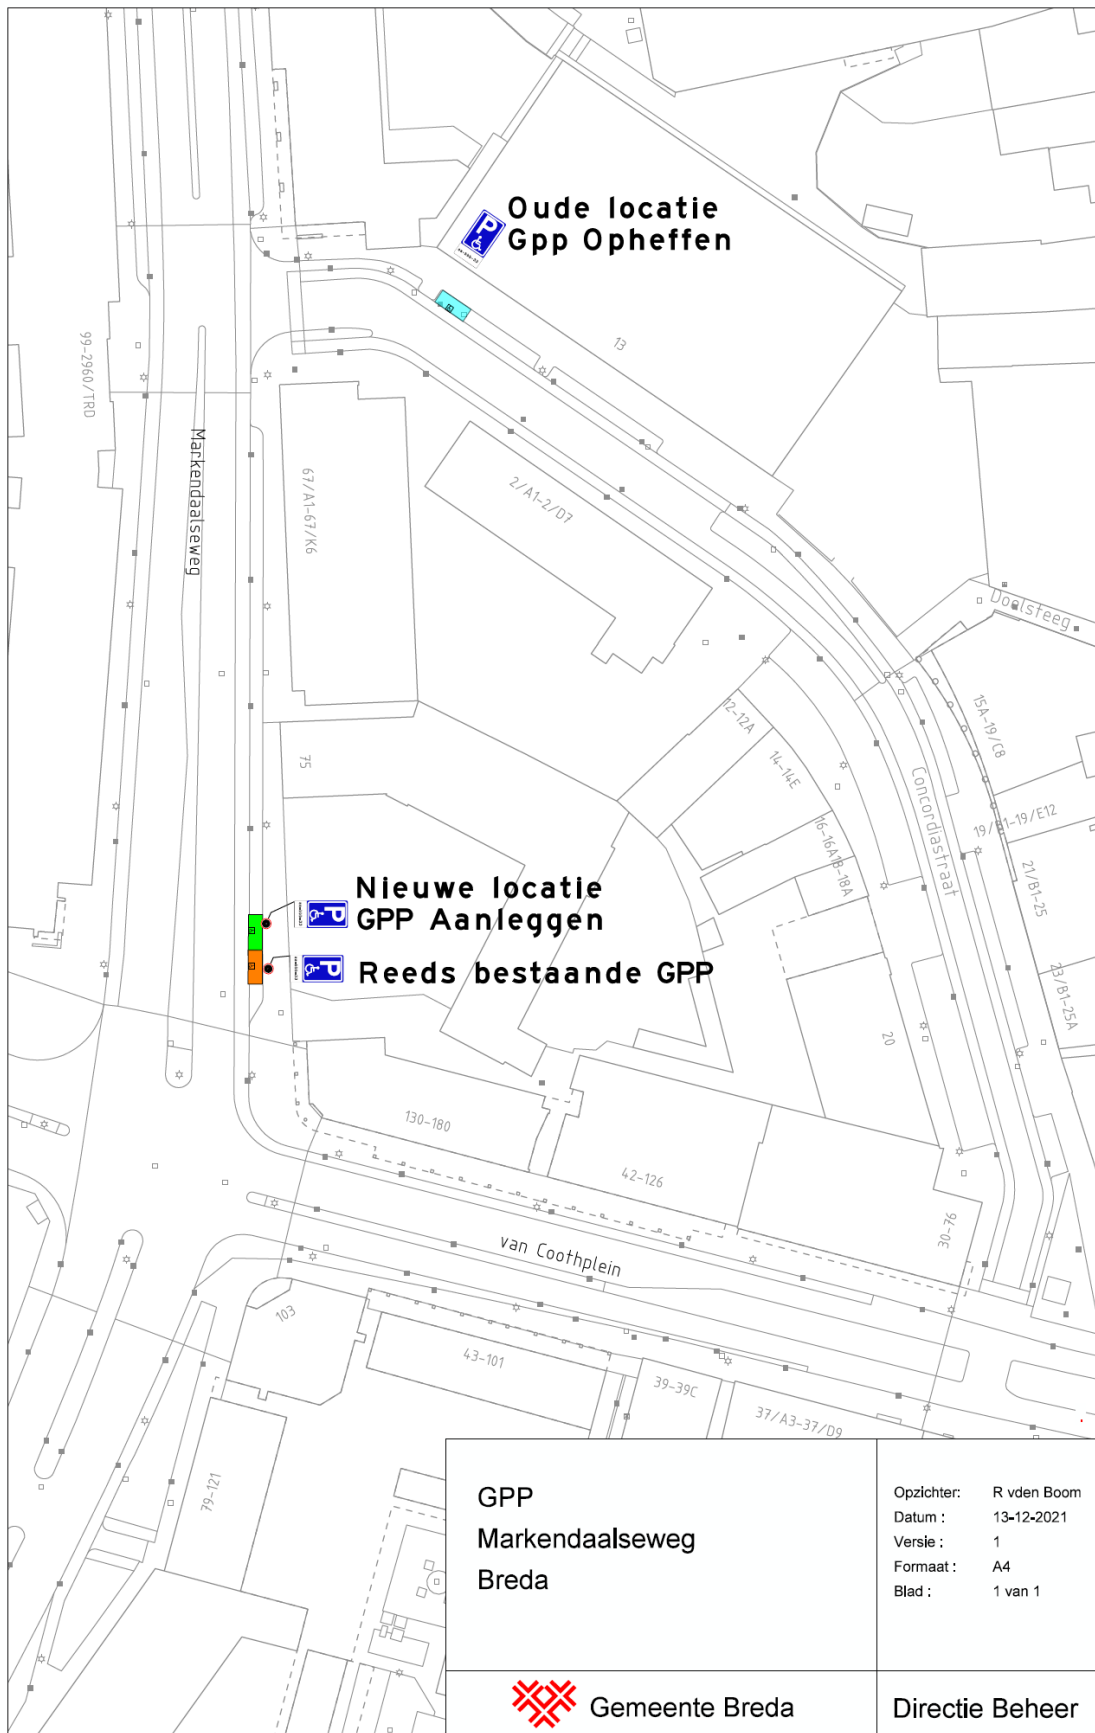 Oude locatie
Gpp Opheffen
13
99-2960/TRD
Markendaalseweg
67/A1-67/K6
2/A1-2/D7
Doelsteeg
12-12A
15A-19/C8
75
14-14E
Concordiastraat
16-16A
18-18A
19/B1-19/E12
21/B1-25
Nieuwe locatie
GPP Aanleggen
Reeds bestaande GPP
23/B1-25A
20
130-180
42-126
30-76
van Coothplein
103
43-101
39-39C
37/A3-37/D9
79-121
GPP
Markendaalseweg
Breda
Opzichter: R vden Boom
Datum : 13-12-2021
Versie : 1
Formaat : A4
Blad : 1 van 1
Gemeente Breda
Directie Beheer